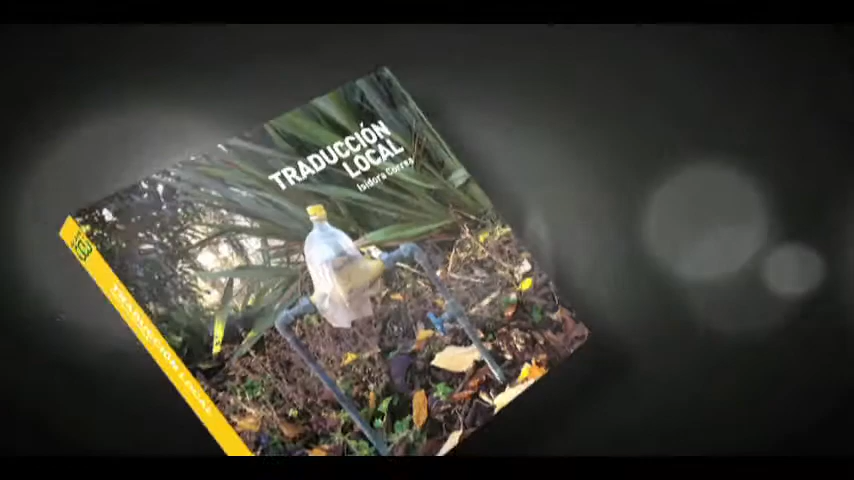 TRADUCCIÓN
LOCAL
Isidora Correa
TRADUCCIÓN LOCAL